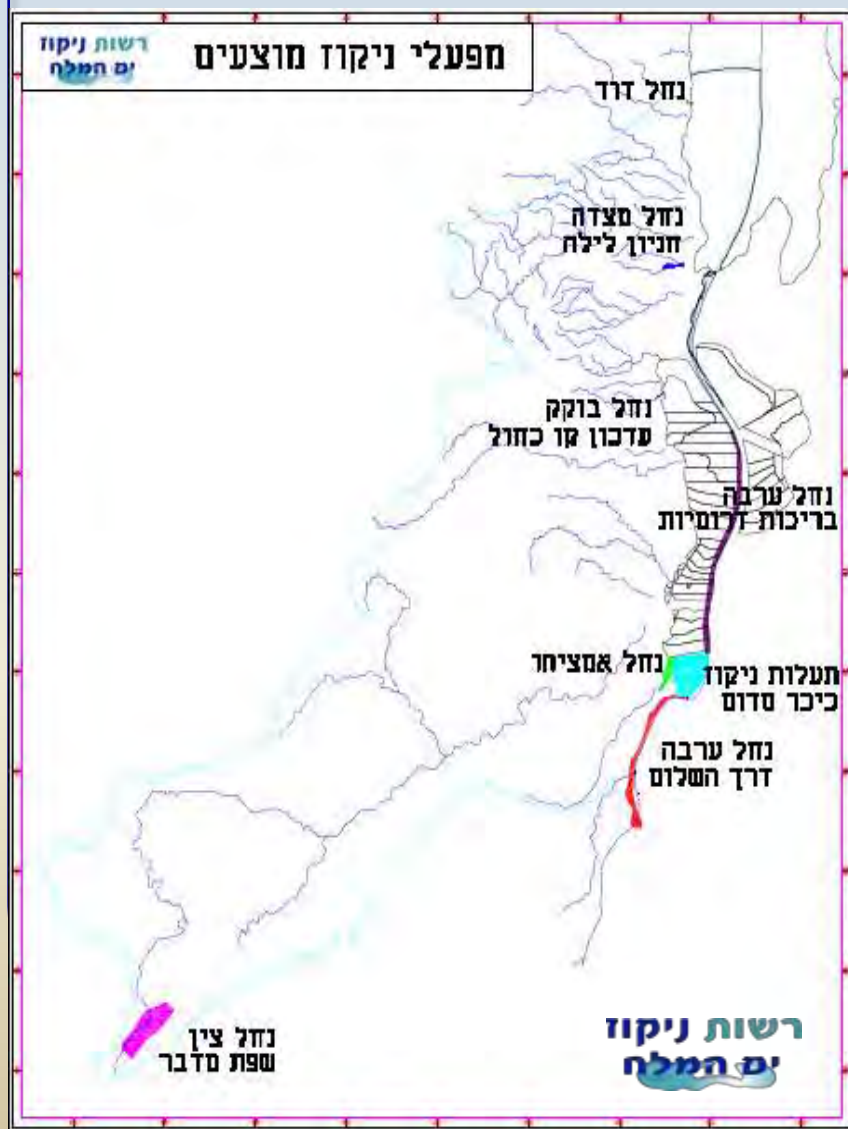 רשות ניקוז
ים המלח
מפעלי ניקוז מוצעים
נחל דוד
נחל מצדה
חניון לילה
נחל בוקק
עדכון קו כחול
נחל ערבה
בריכות דרומיות
נחל אמציהו
תעלות ניקוז
כיכר סדום
נחל ערבה
דרך השלום
נחל צין
שפת מדבר
רשות ניקוז
ים המלח